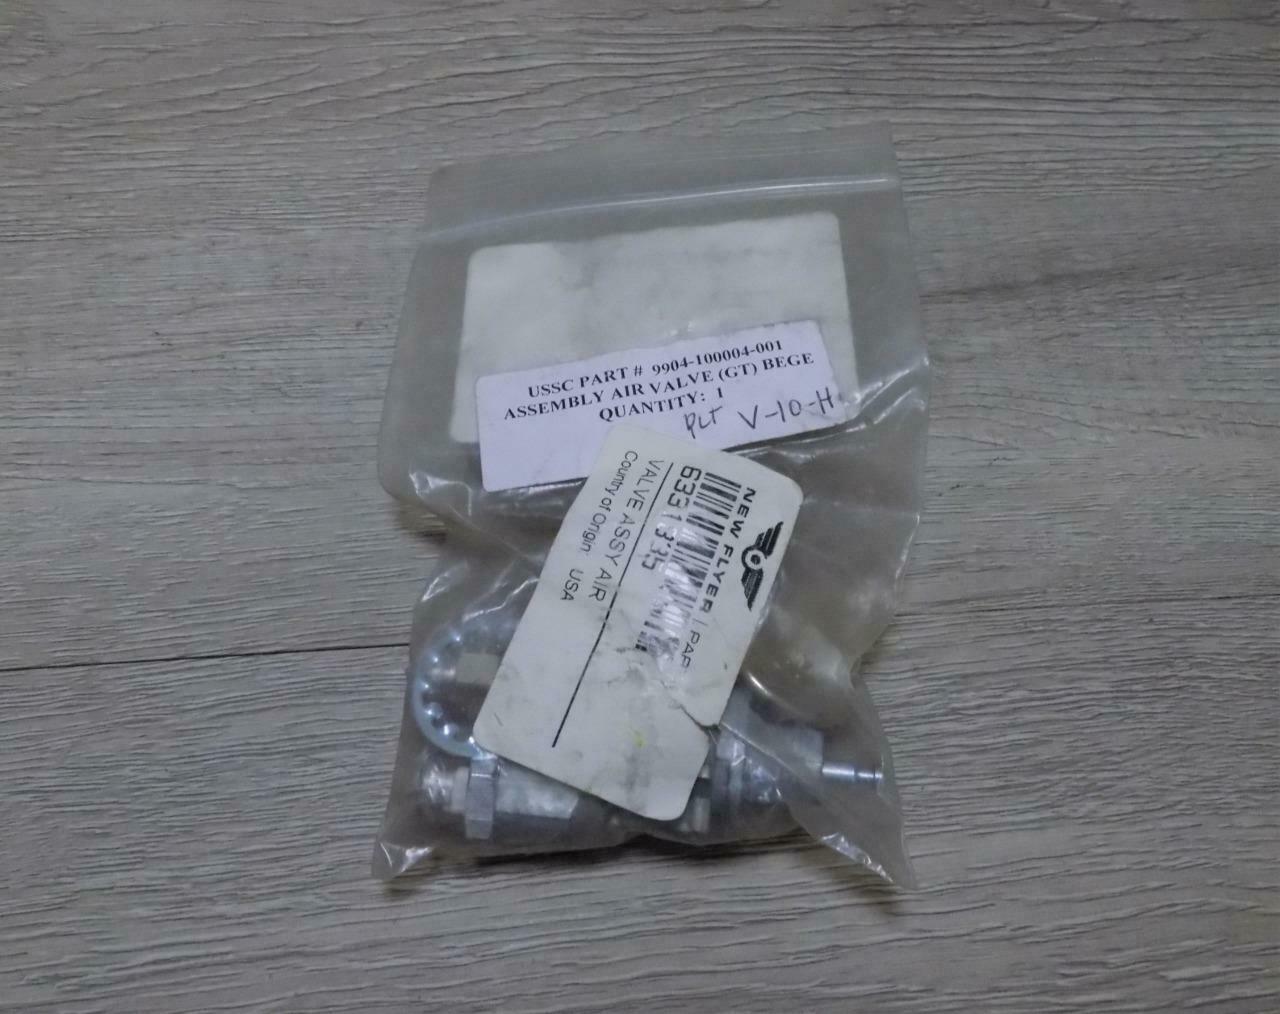 USSC PART # 9904-100004-001
ASSEMBLY AIR VALVE (GT) BEGE
QUANTITY: 1
PLT V-10-H
NEW FLYER | PAR
6331335
VALVE ASSY AIR
Country of Origin: USA